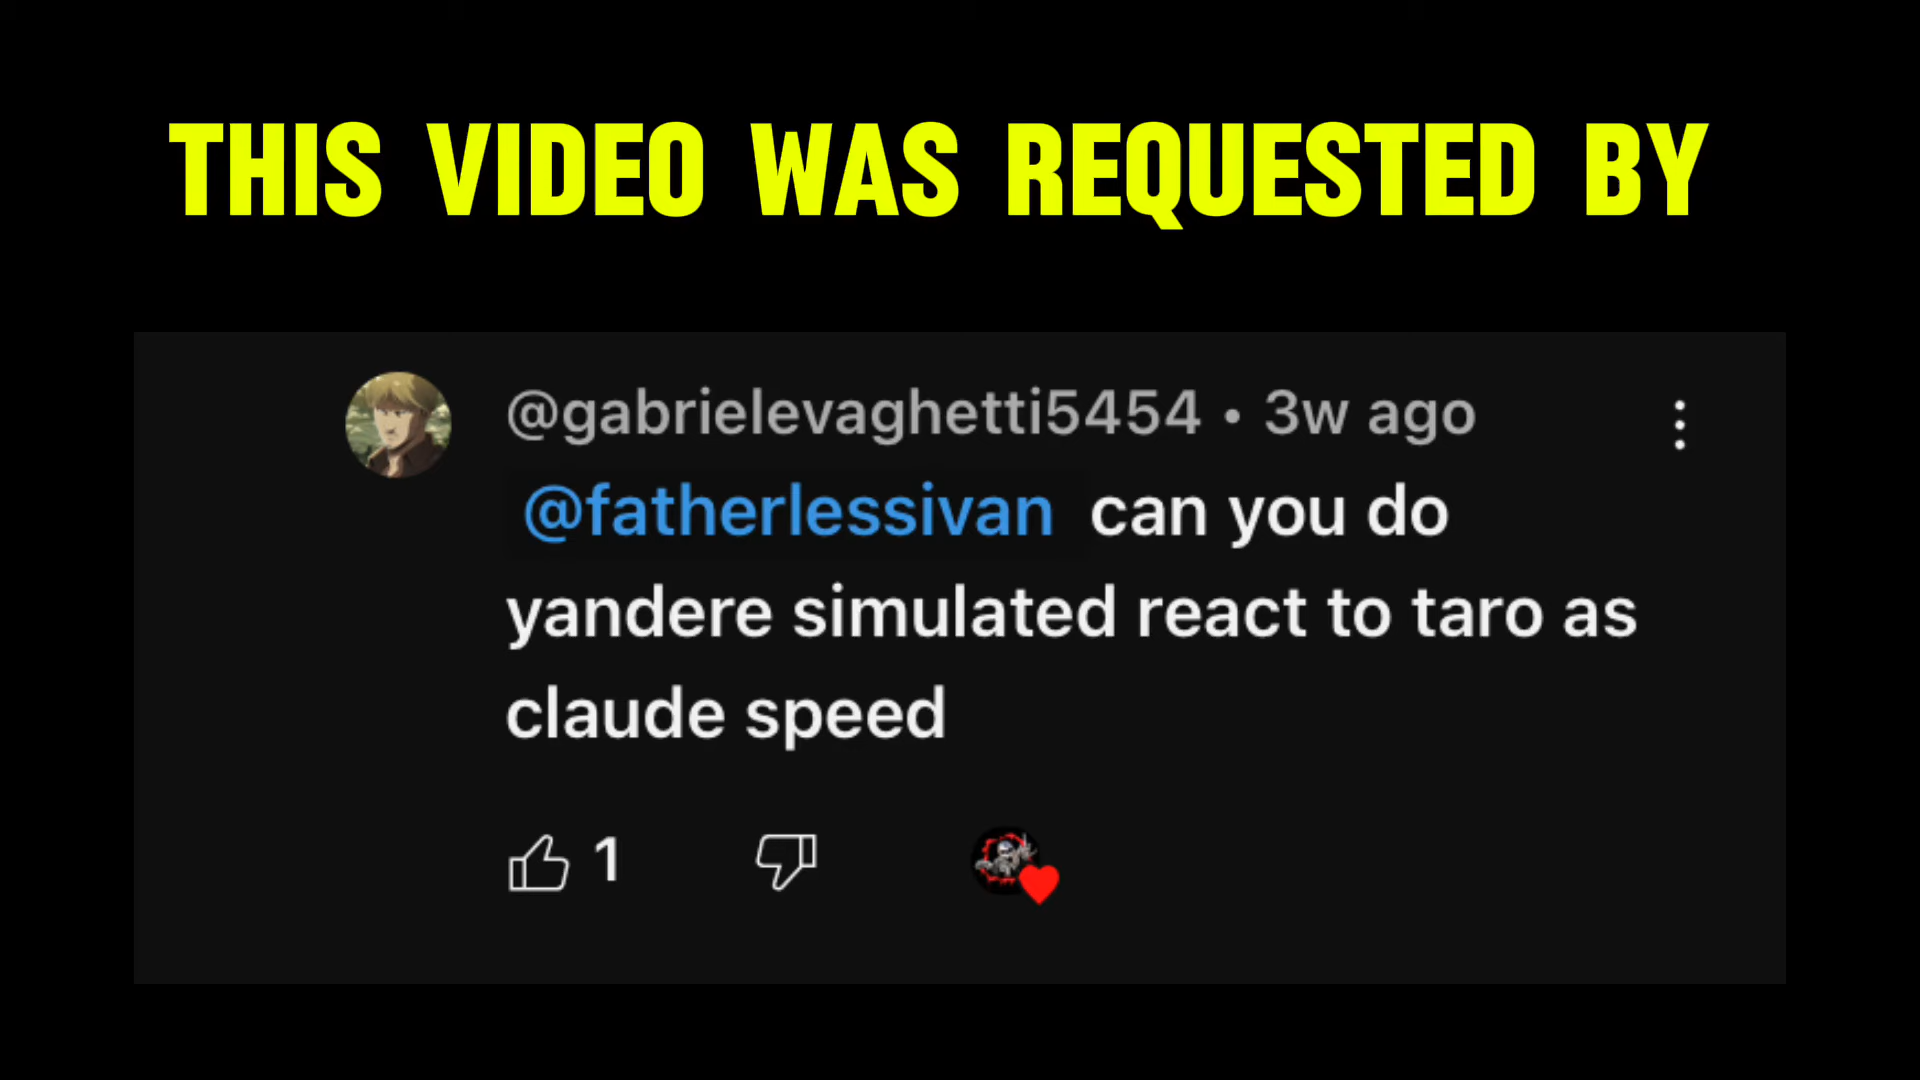 THIS VIDEO WAS REQUESTED BY
@gabrielevaghetti5454 • 3w ago
@fatherlessivan can you do
yandere simulated react to taro as
claude speed
1